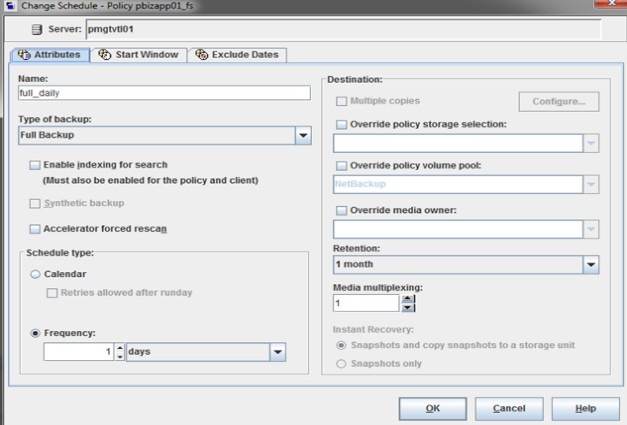 Change Schedule - Policy pbizapp01_fs
Server: pmgtvtl01
Attributes
Start Window
Exclude Dates
Name:
full_daily
Type of backup:
Full Backup
Enable indexing for search
(Must also be enabled for the policy and client)
Synthetic backup
Accelerator forced rescan
Schedule type:
Calendar
Retries allowed after runday
Frequency:
1 days
Destination:
Multiple copies
Configure...
Override policy storage selection:
Override policy volume pool:
NetBackup
Override media owner:
Retention:
1 month
Media multiplexing:
1
Instant Recovery:
Snapshots and copy snapshots to a storage unit
Snapshots only
OK
Cancel
Help